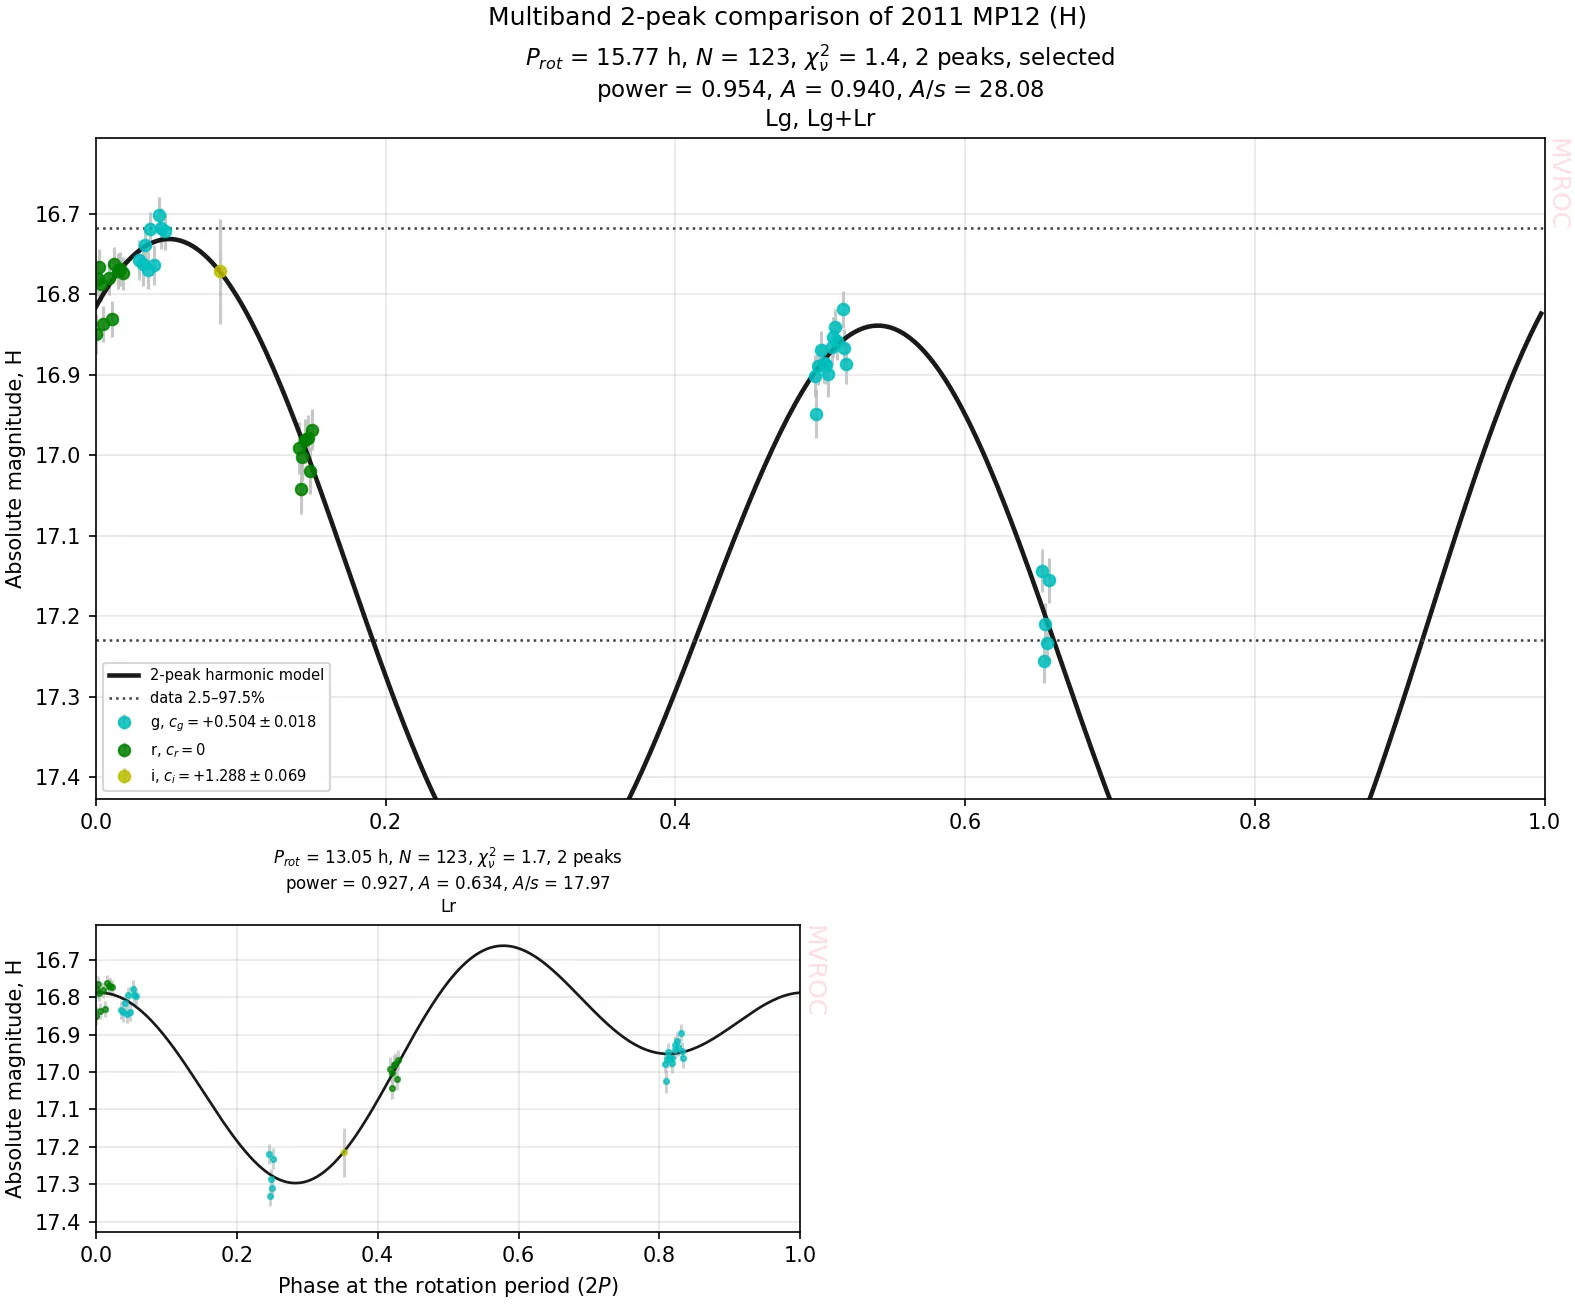 Multiband 2-peak comparison of 2011 MP12 (H)
P_rot = 15.77 h, N = 123, χ²_ν = 1.4, 2 peaks, selected
power = 0.954, A = 0.940, A/s = 28.08
Lg, Lg+Lr
MVROC
Absolute magnitude, H
16.7
16.8
16.9
17.0
17.1
17.2
17.3
17.4
2-peak harmonic model
data 2.5–97.5%
g, c_g = +0.504 ± 0.018
r, c_r = 0
i, c_i = +1.288 ± 0.069
0.0 0.2 0.4 0.6 0.8 1.0
P_rot = 13.05 h, N = 123, χ²_ν = 1.7, 2 peaks
power = 0.927, A = 0.634, A/s = 17.97
Lr
MVROC
Absolute magnitude, H
16.7
16.8
16.9
17.0
17.1
17.2
17.3
17.4
0.0 0.2 0.4 0.6 0.8 1.0
Phase at the rotation period (2P)